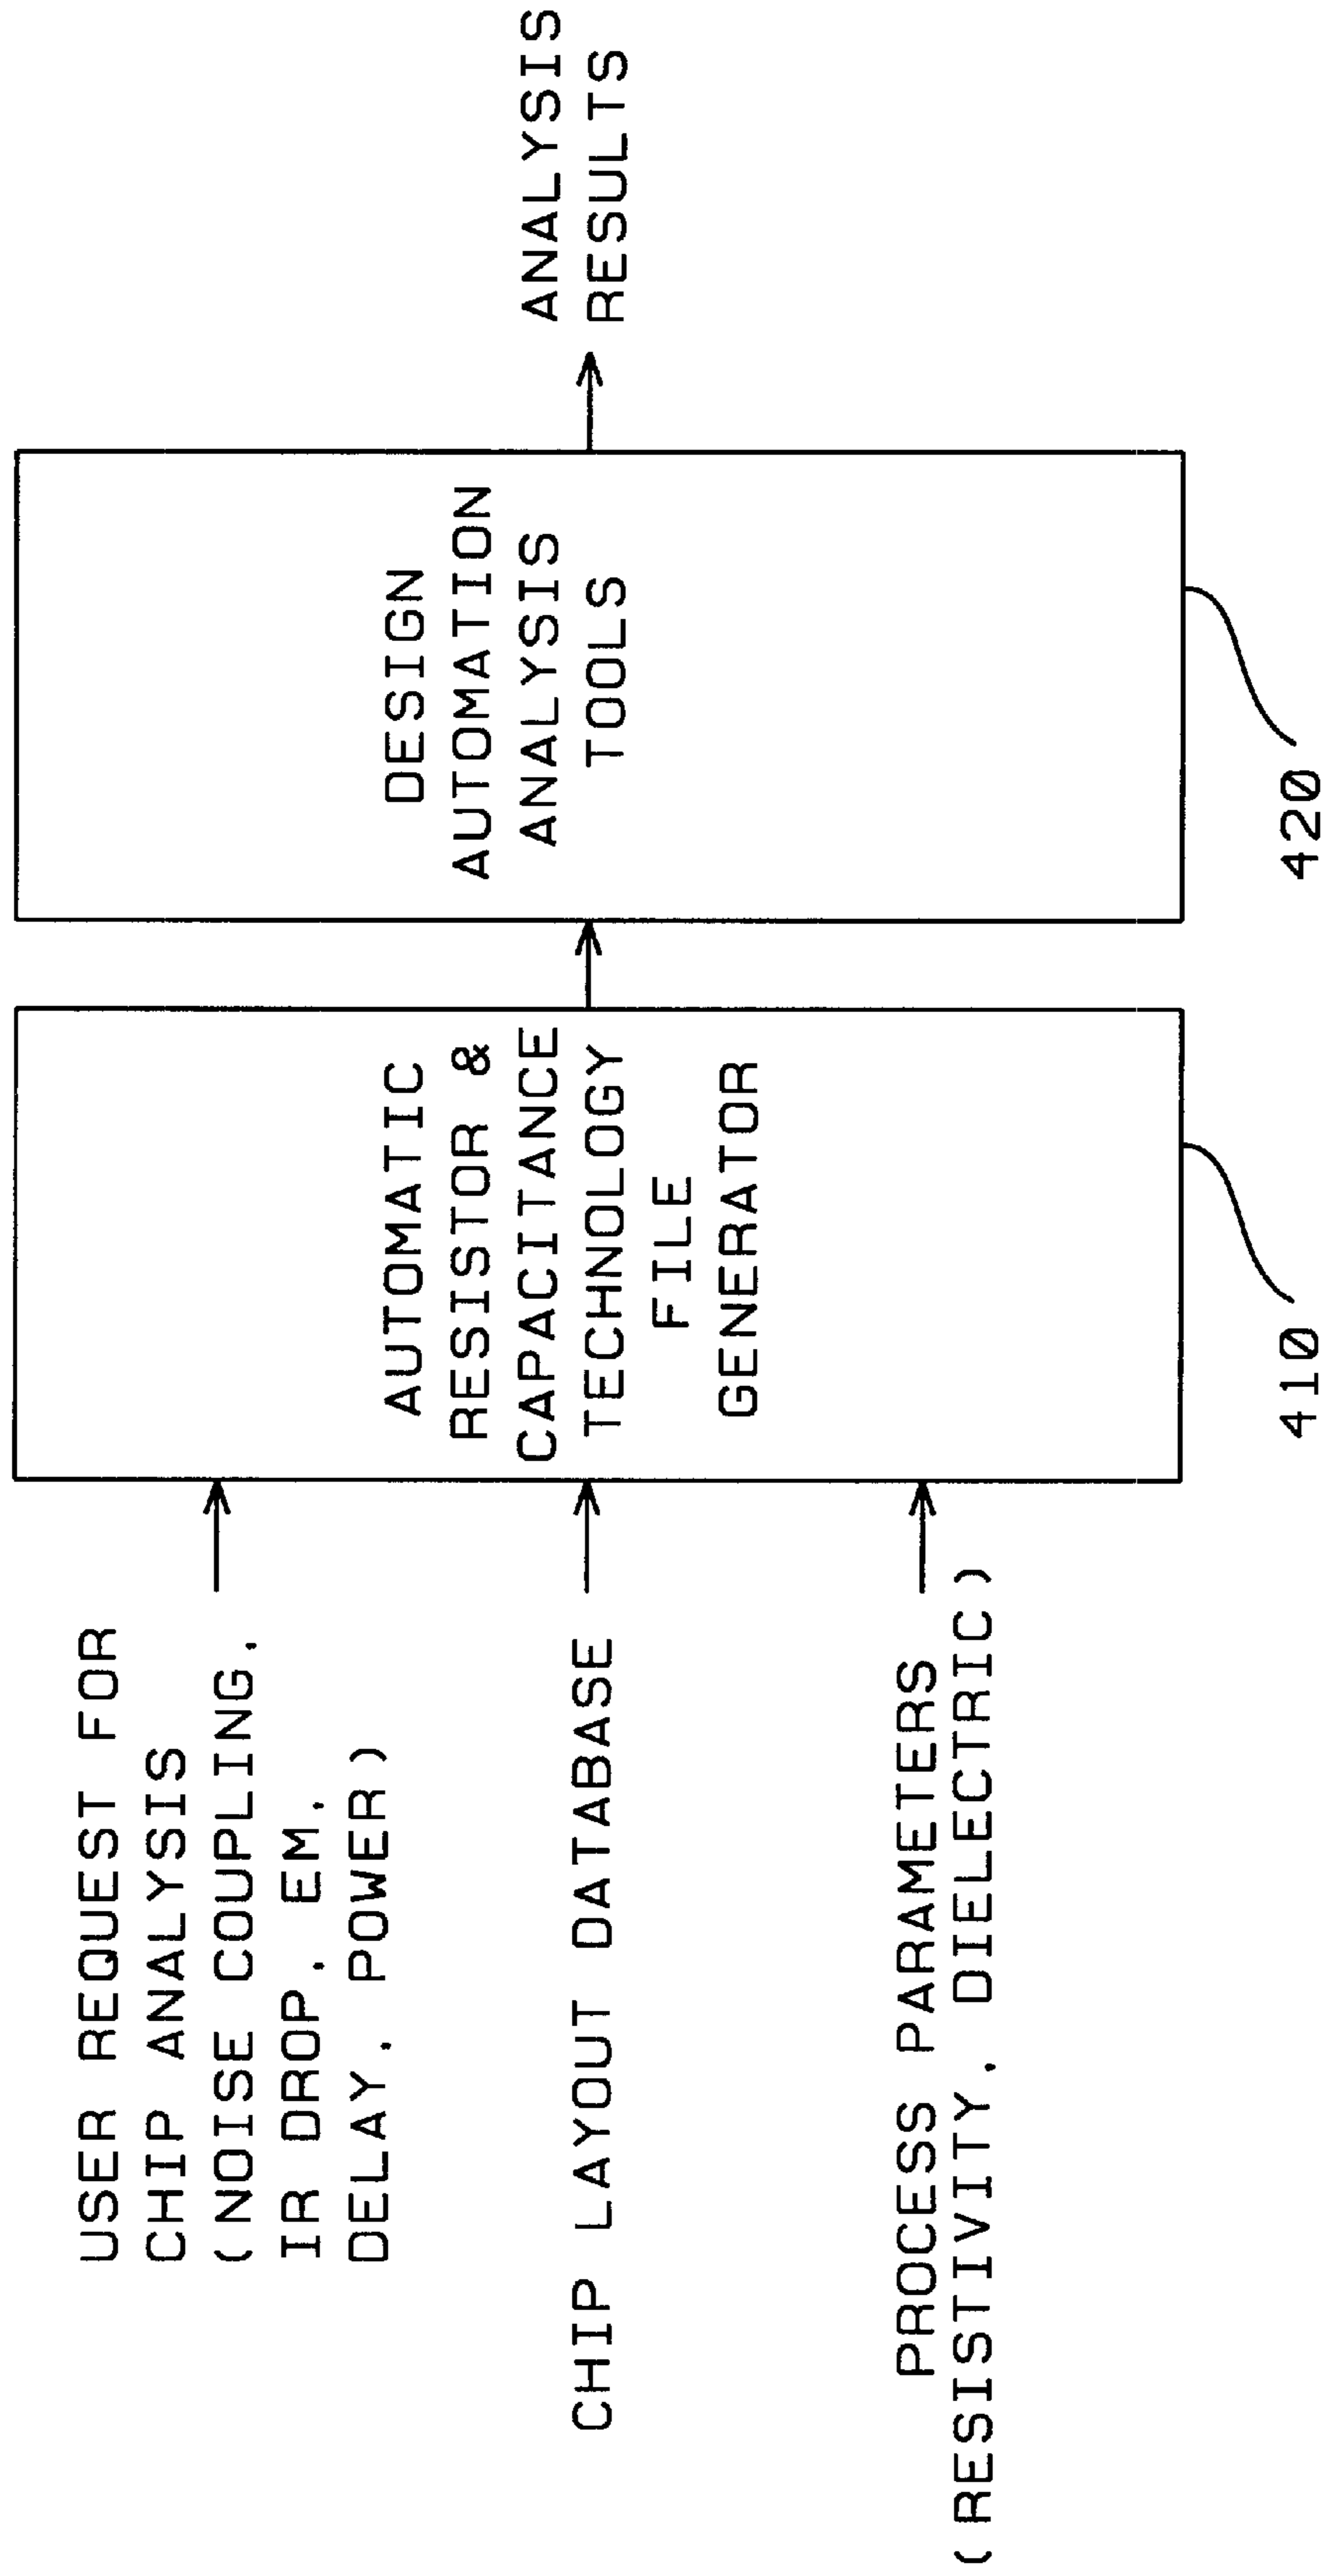 USER REQUEST FOR
CHIP ANALYSIS
(NOISE COUPLING,
IR DROP, EM,
DELAY, POWER)
CHIP LAYOUT DATABASE
PROCESS PARAMETERS
(RESISTIVITY, DIELECTRIC)
AUTOMATIC
RESISTOR &
CAPACITANCE
TECHNOLOGY
FILE
GENERATOR
410
DESIGN
AUTOMATION
ANALYSIS
TOOLS
420
ANALYSIS
RESULTS